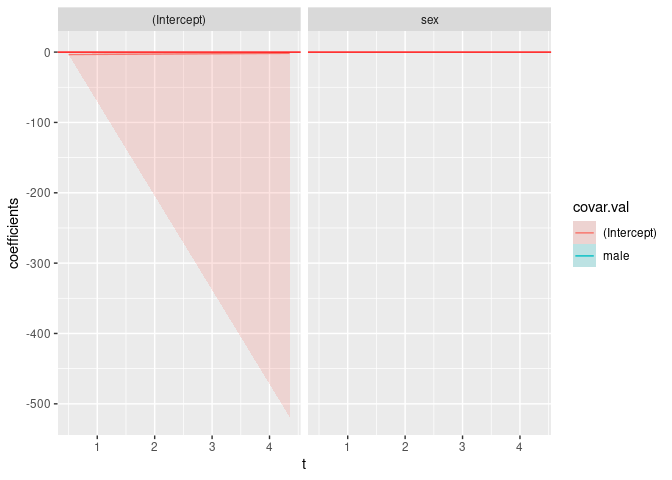 (Intercept)
sex
0
-100
-200
-300
-400
-500
coefficients
1
2
3
4
1
2
3
4
t
covar.val
(Intercept)
male